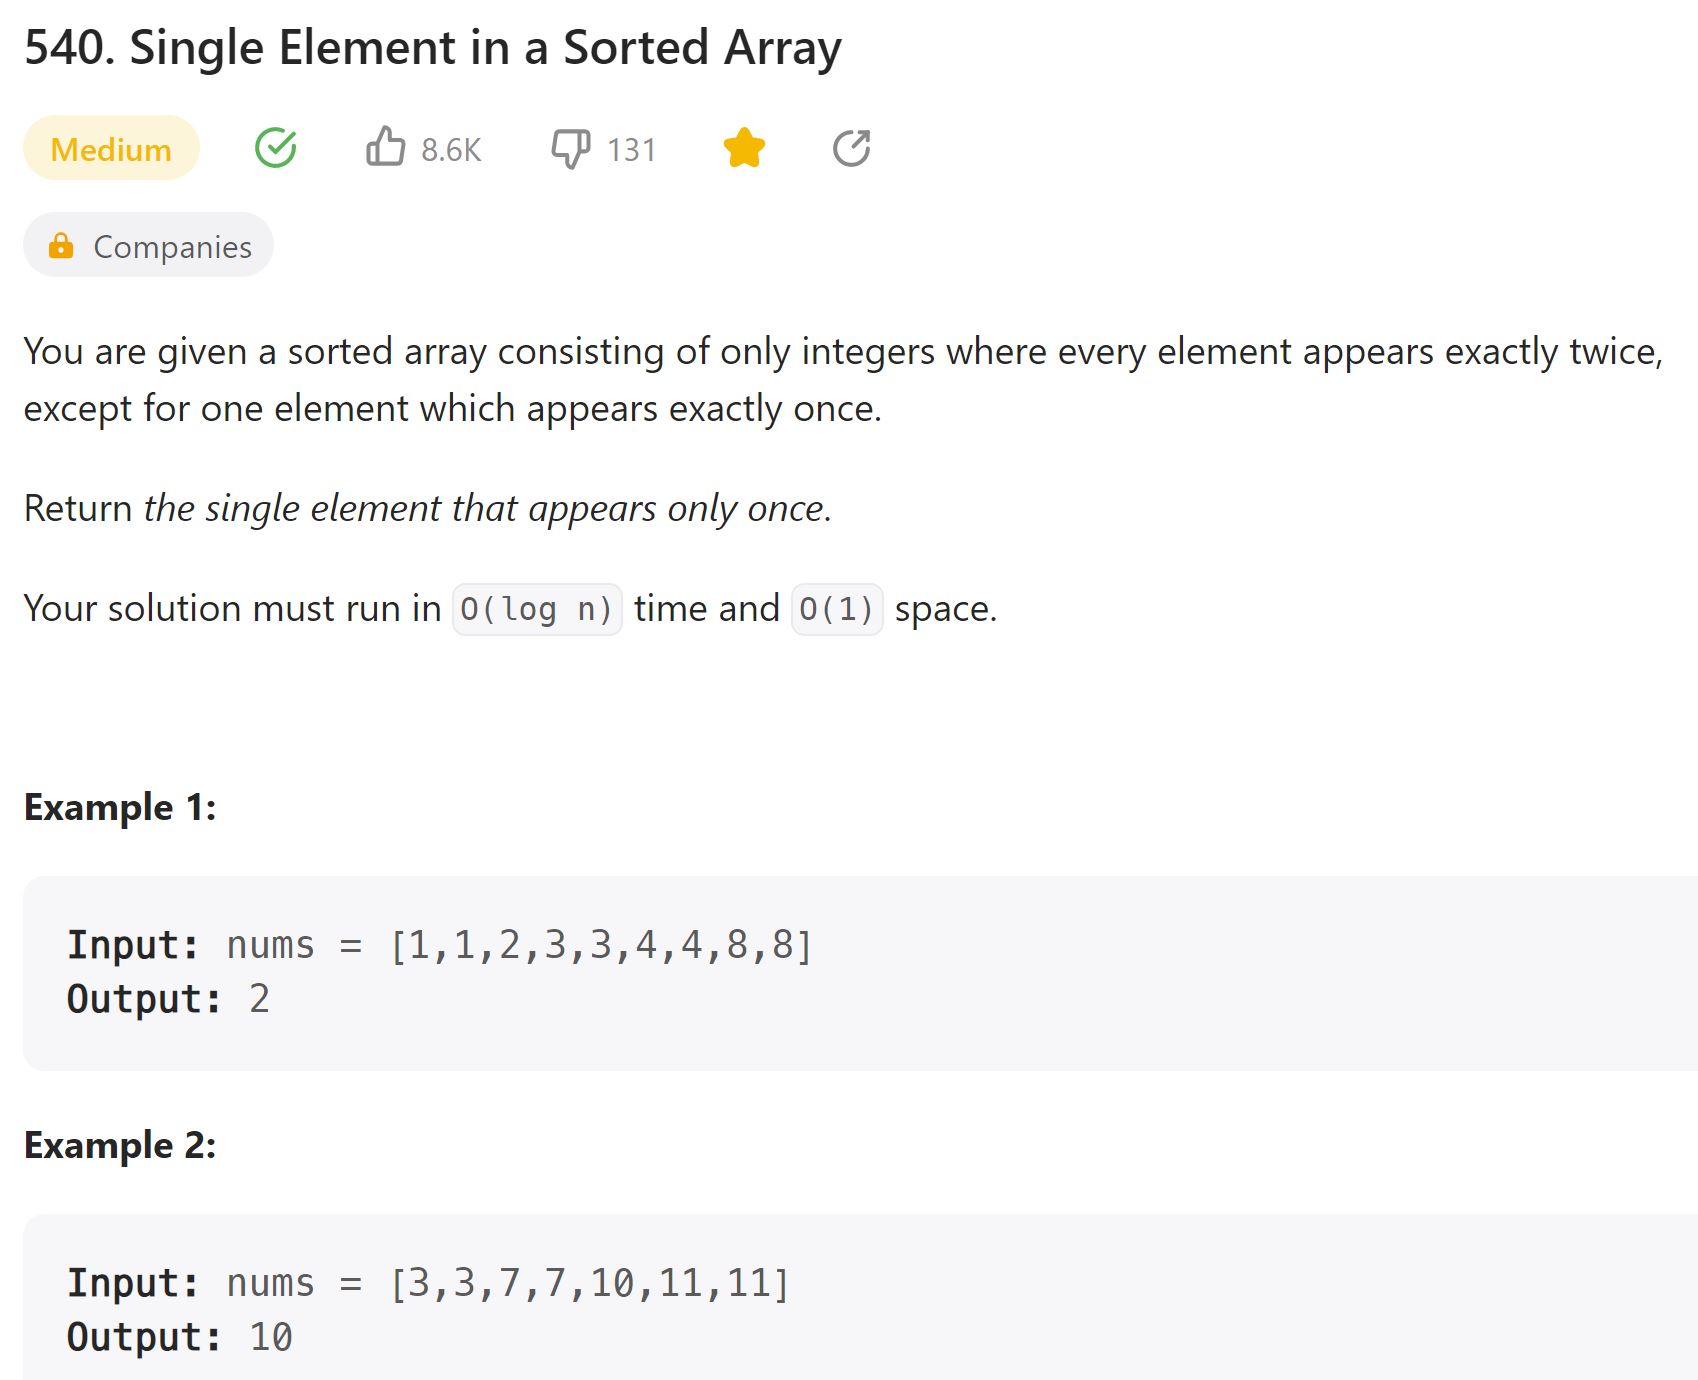 540. Single Element in a Sorted Array
Medium 8.6K 131
Companies
You are given a sorted array consisting of only integers where every element appears exactly twice,
except for one element which appears exactly once.
Return the single element that appears only once.
Your solution must run in O(log n) time and O(1) space.
Example 1:
Input: nums = [1,1,2,3,3,4,4,8,8]
Output: 2
Example 2:
Input: nums = [3,3,7,7,10,11,11]
Output: 10